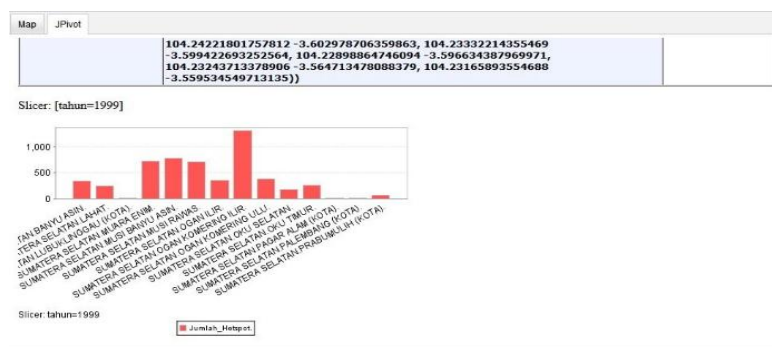 Map JPivot
104.24221801757812 -3.602978706359863, 104.23332214355469
-3.599422693252564, 104.22898864746094 -3.596634387969971,
104.23243713378906 -3.564713478088379, 104.23165893554688
-3.559534549713135))
Slicer: [tahun=1999]
1,000
500
0
TAN BANYU ASIN.
TERA SELATAN LAHAT.
TAN LUBUKLINGGAU (KOTA).
SUMATERA SELATAN MUARA ENIM.
SUMATERA SELATAN MUSI BANYU ASIN.
SUMATERA SELATAN MUSI RAWAS.
SUMATERA SELATAN OGAN ILIR.
SUMATERA SELATAN OGAN KOMERING ILIR.
SUMATERA SELATAN OGAN KOMERING ULU.
SUMATERA SELATAN OKU SELATAN.
SUMATERA SELATAN OKU TIMUR.
SUMATERA SELATAN PAGAR ALAM (KOTA).
SUMATERA SELATAN PALEMBANG (KOTA).
SUMATERA SELATAN PRABUMULIH (KOTA).
Slicer: tahun=1999
Jumlah_Hotspot.